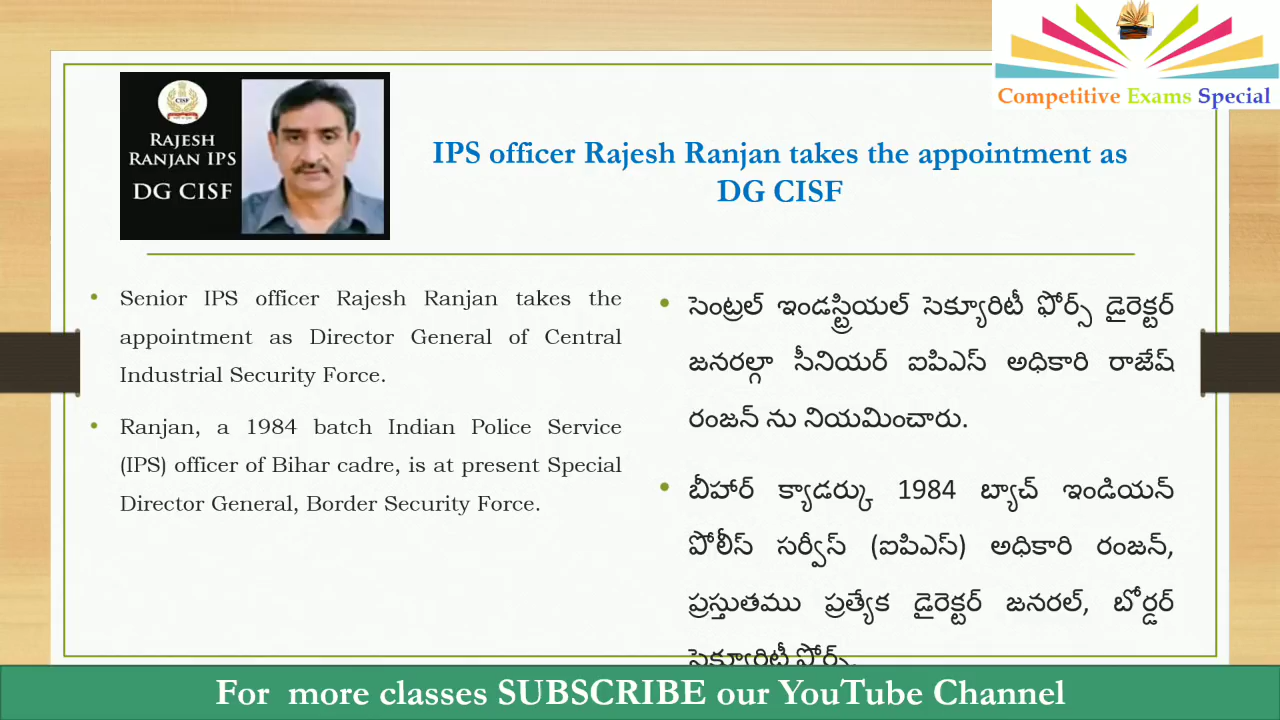 Competitive Exams Special
CISF
RAJESH
RANJAN IPS
DG CISF
IPS officer Rajesh Ranjan takes the appointment as
DG CISF
• Senior IPS officer Rajesh Ranjan takes the
appointment as Director General of Central
Industrial Security Force.
• Ranjan, a 1984 batch Indian Police Service
(IPS) officer of Bihar cadre, is at present Special
Director General, Border Security Force.
• సెంట్రల్ ఇండస్ట్రియల్ సెక్యూరిటీ ఫోర్స్ డైరెక్టర్
జనరల్గా సీనియర్ ఐపిఎస్ అధికారి రాజేష్
రంజన్ ను నియమించారు.
• బీహార్ క్యాడర్కు 1984 బ్యాచ్ ఇండియన్
పోలీస్ సర్వీస్ (ఐపిఎస్) అధికారి రంజన్,
ప్రస్తుతము ప్రత్యేక డైరెక్టర్ జనరల్, బోర్డర్
సెక్యూరిటీ ఫోర్స్.
For more classes SUBSCRIBE our YouTube Channel